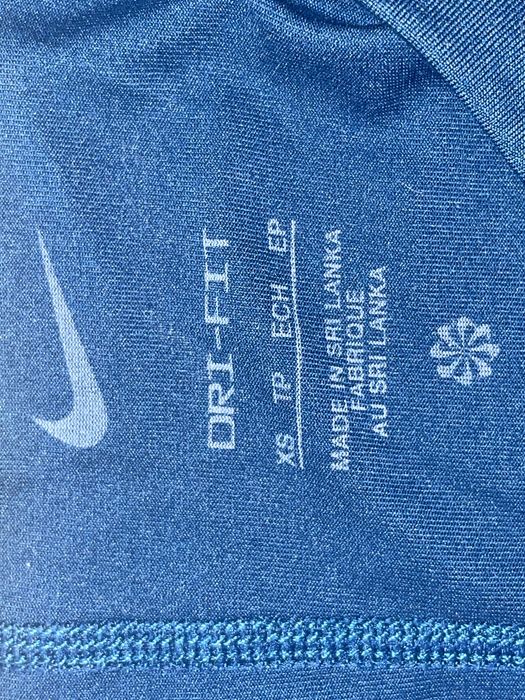 DRI-FIT
XS TP ECH EP
MADE IN SRI LANKA
FABRIQUE
AU SRI LANKA